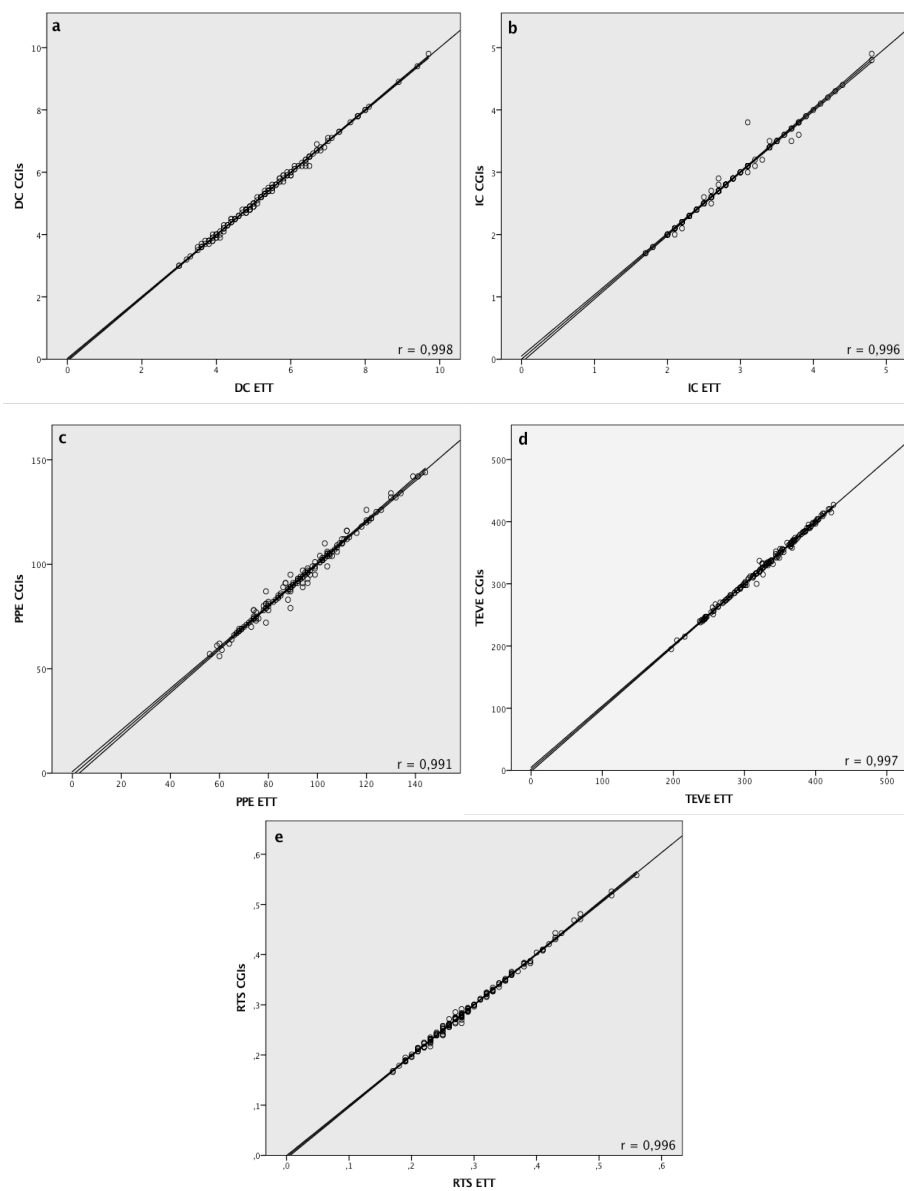 a
10
8
6
4
2
0
DC CGIs
0 2 4 6 8 10
DC ETT
r = 0,998
b
5
4
3
2
1
0
IC CGIs
0 1 2 3 4 5
IC ETT
r = 0,996
c
150
100
50
0
PPE CGIs
0 20 40 60 80 100 120 140
PPE ETT
r = 0,991
d
500
400
300
200
100
0
TEVE CGIs
0 100 200 300 400 500
TEVE ETT
r = 0,997
e
,6
,5
,4
,3
,2
,1
,0
RTS CGIs
,0 ,1 ,2 ,3 ,4 ,5 ,6
RTS ETT
r = 0,996